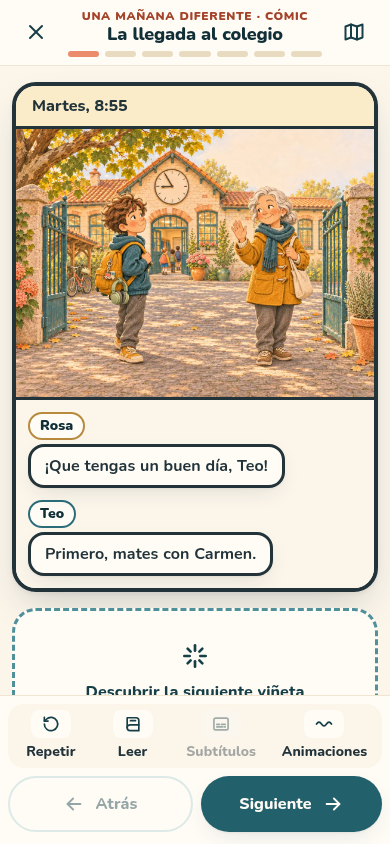 UNA MAÑANA DIFERENTE · CÓMIC
La llegada al colegio
Martes, 8:55
Rosa
¡Que tengas un buen día, Teo!
Teo
Primero, mates con Carmen.
Descubrir la siguiente viñeta
Repetir
Leer
Subtítulos
Animaciones
Atrás
Siguiente